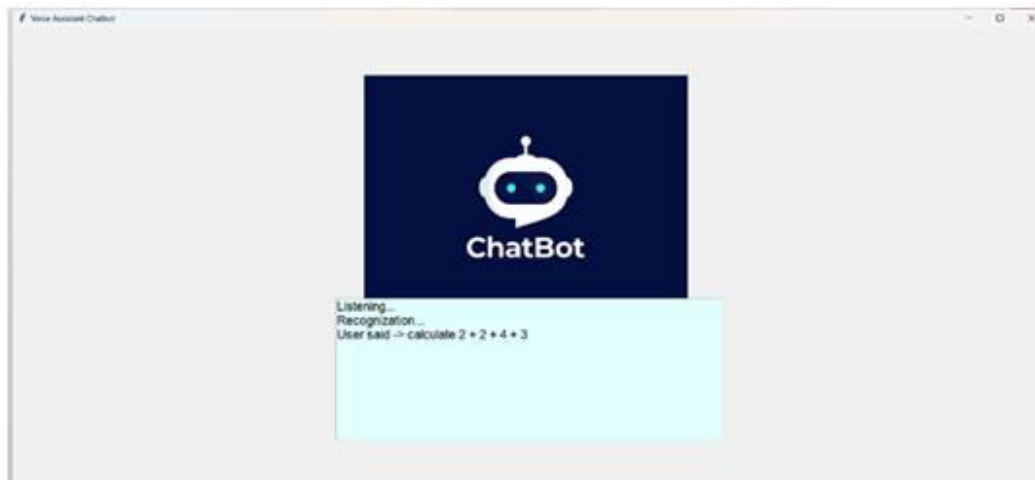 Voice Assistant Chatbot
ChatBot
Listening...
Recognization...
User said -> calculate 2 + 2 + 4 + 3